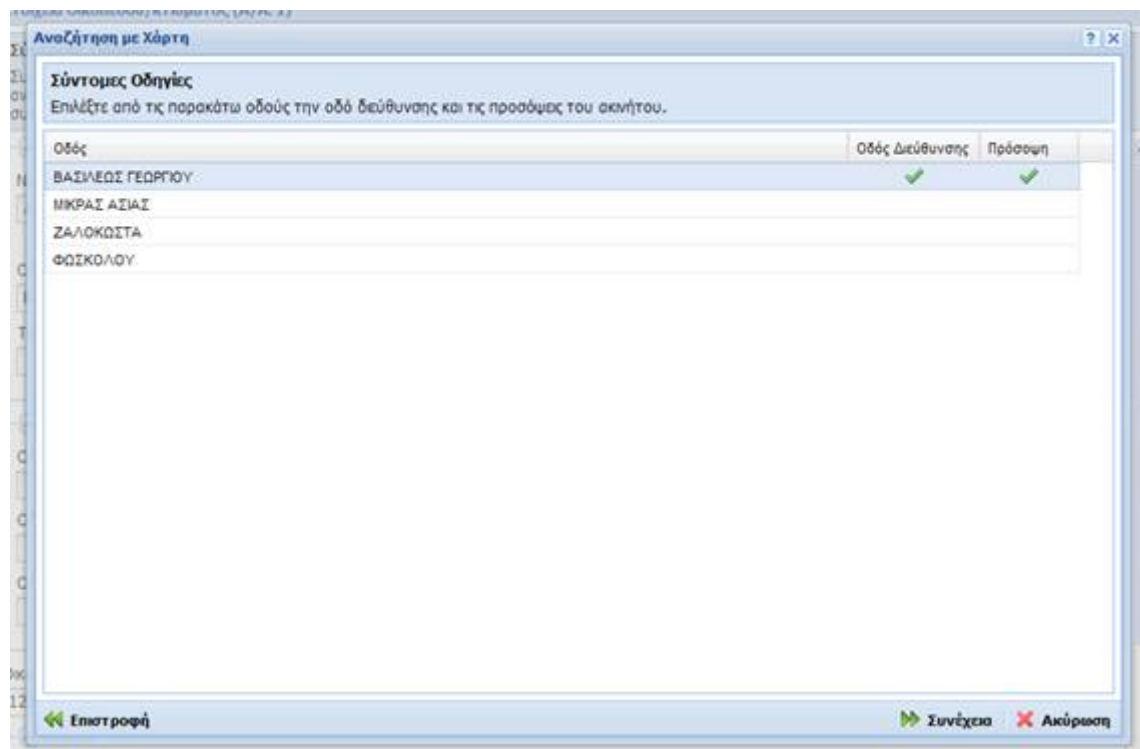 Αναζήτηση με Χάρτη
Σύντομες Οδηγίες
Επιλέξτε από τις παρακάτω οδούς την οδό διεύθυνσης και τις προσόψεις του ακινήτου.
Οδός Οδός Διεύθυνσης Πρόσοψη
ΒΑΣΙΛΕΩΣ ΓΕΩΡΓΙΟΥ
ΜΙΚΡΑΣ ΑΣΙΑΣ
ΖΑΛΟΚΩΣΤΑ
ΦΩΣΚΟΛΟΥ
Επιστροφή Συνέχεια Ακύρωση